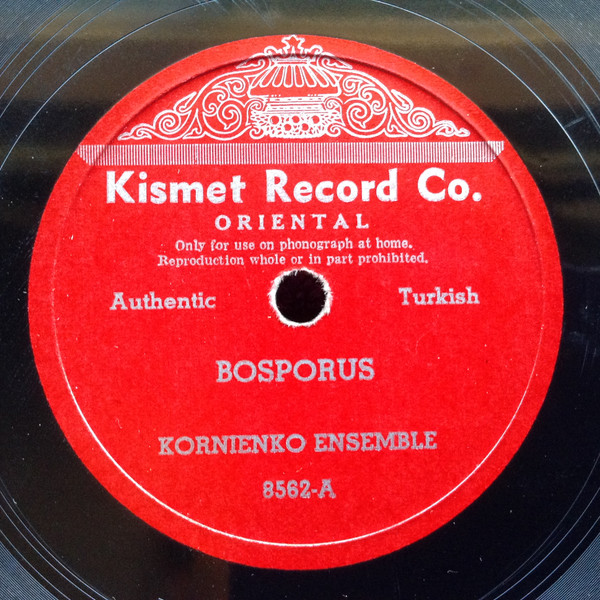 Kismet Record Co.
ORIENTAL
Only for use on phonograph at home.
Reproduction whole or in part prohibited.
Authentic Turkish
BOSPORUS
KORNIENKO ENSEMBLE
8562-A